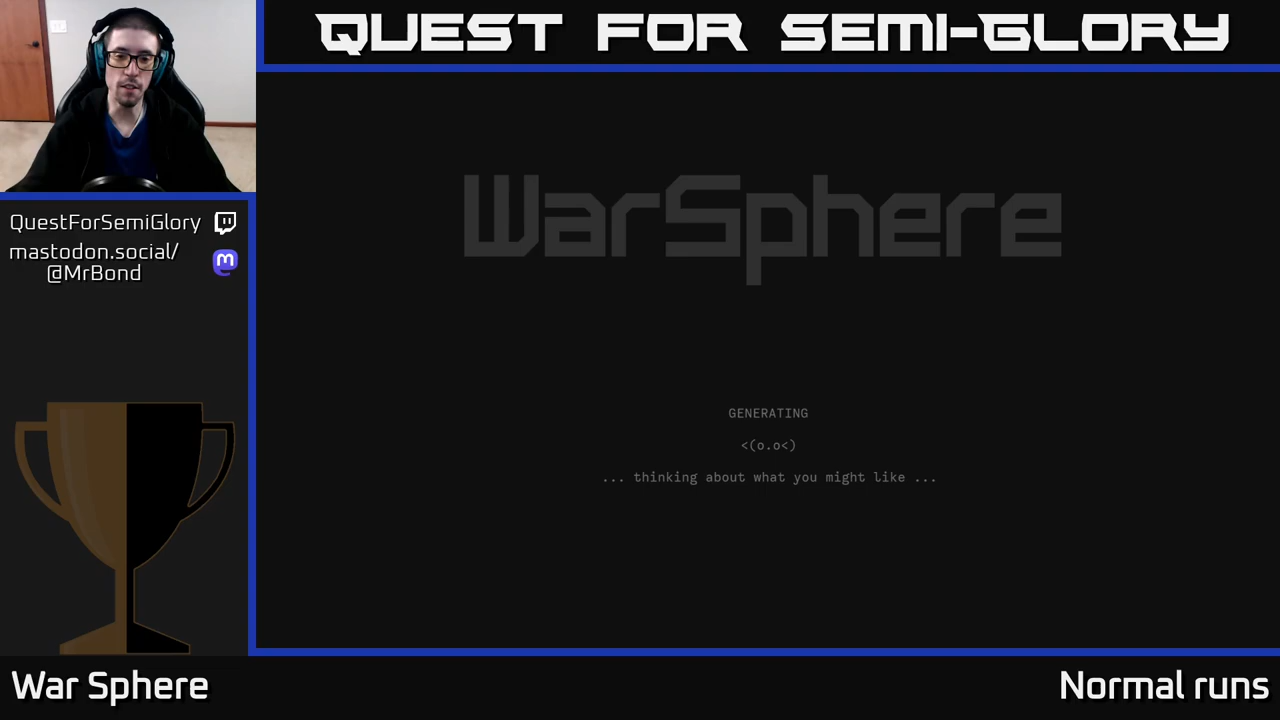 QUEST FOR SEMI-GLORY
QuestForSemiGlory
mastodon.social/
@MrBond
WarSphere
GENERATING
<(o.o<)
... thinking about what you might like ...
War Sphere
Normal runs